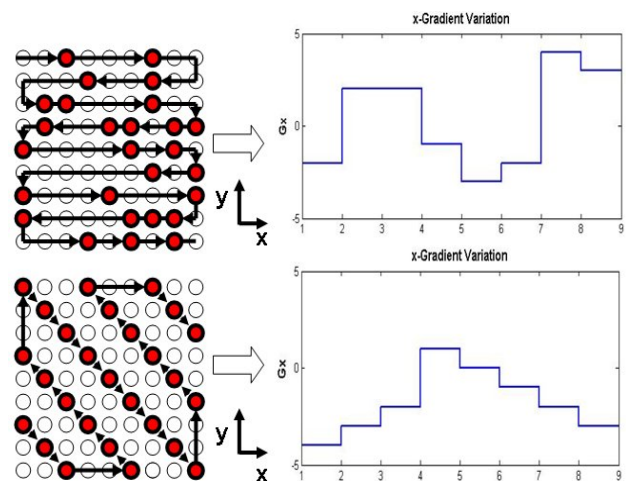 x-Gradient Variation
5
Gx
0
-5
1 2 3 4 5 6 7 8 9
y
x
x-Gradient Variation
5
Gx
0
-5
1 2 3 4 5 6 7 8 9
y
x